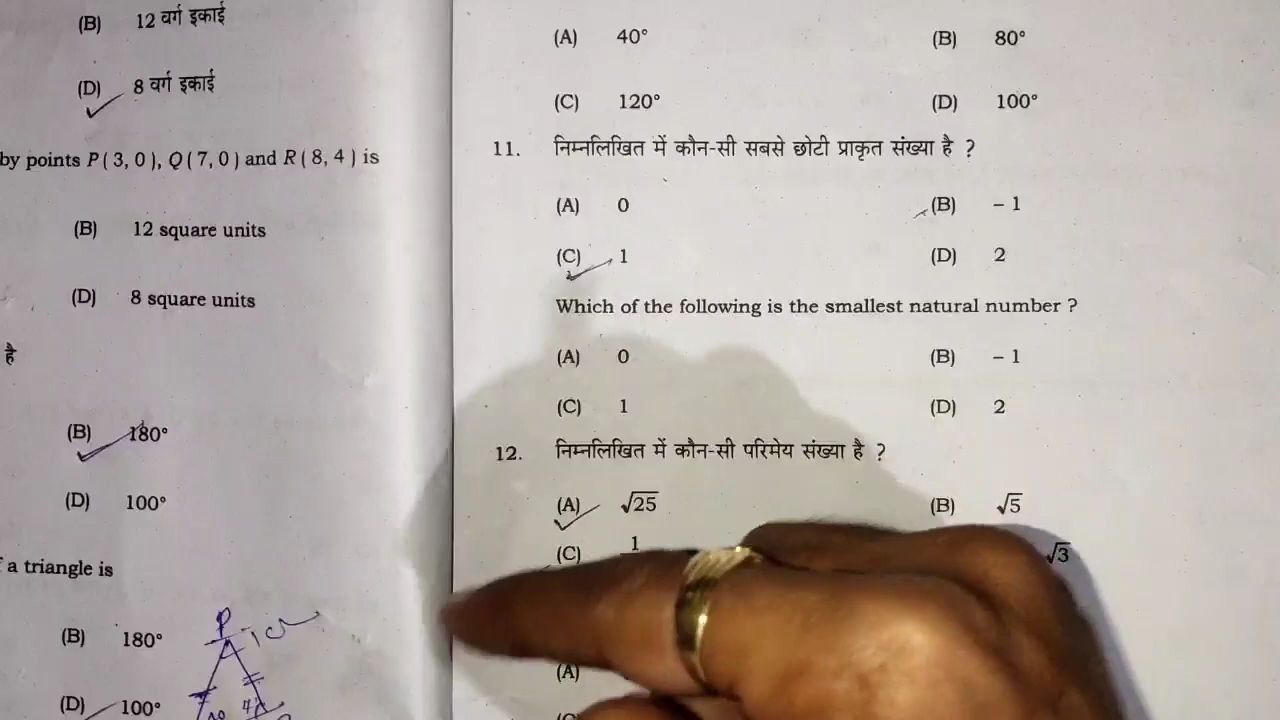 (B) 12 वर्ग इकाई
(D) 8 वर्ग इकाई
by points P ( 3, 0 ), Q ( 7, 0 ) and R ( 8, 4 ) is
(B) 12 square units
(D) 8 square units
है
(B) 180°
(D) 100°
a triangle is
(B) 180°
(D) 100°
P
(A) 40° (B) 80°
(C) 120° (D) 100°
11. निम्नलिखित में कौन-सी सबसे छोटी प्राकृत संख्या है ?
(A) 0 (B) – 1
(C) 1 (D) 2
Which of the following is the smallest natural number ?
(A) 0 (B) – 1
(C) 1 (D) 2
12. निम्नलिखित में कौन-सी परिमेय संख्या है ?
(A) √25 (B) √5
(C) 1 √3
(A)